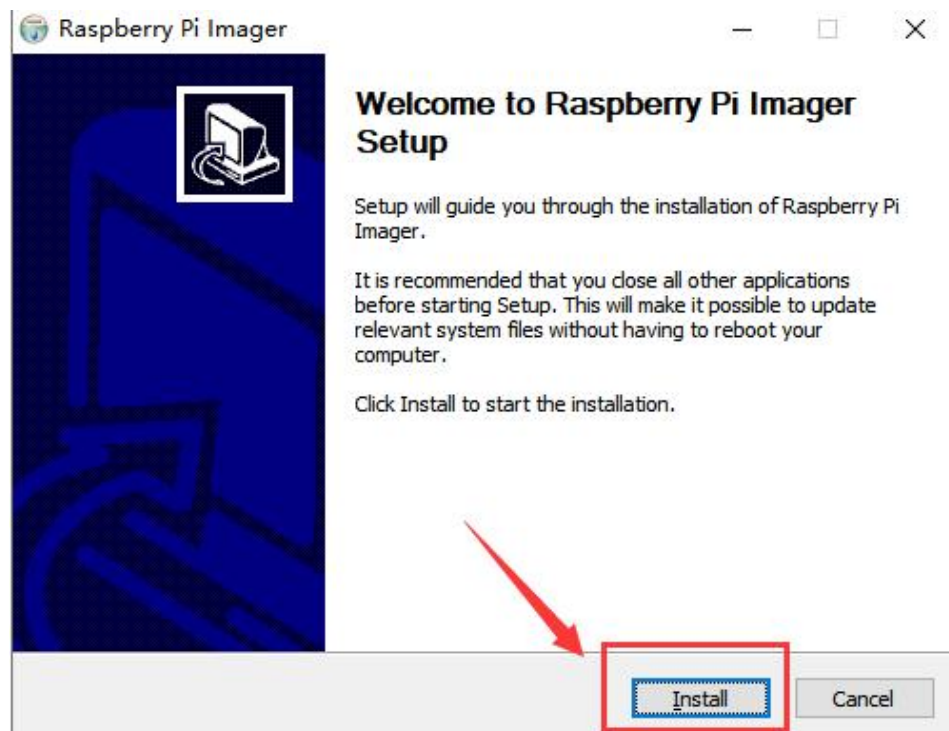 Raspberry Pi Imager
Welcome to Raspberry Pi Imager
Setup
Setup will guide you through the installation of Raspberry Pi
Imager.
It is recommended that you close all other applications
before starting Setup. This will make it possible to update
relevant system files without having to reboot your
computer.
Click Install to start the installation.
Install
Cancel